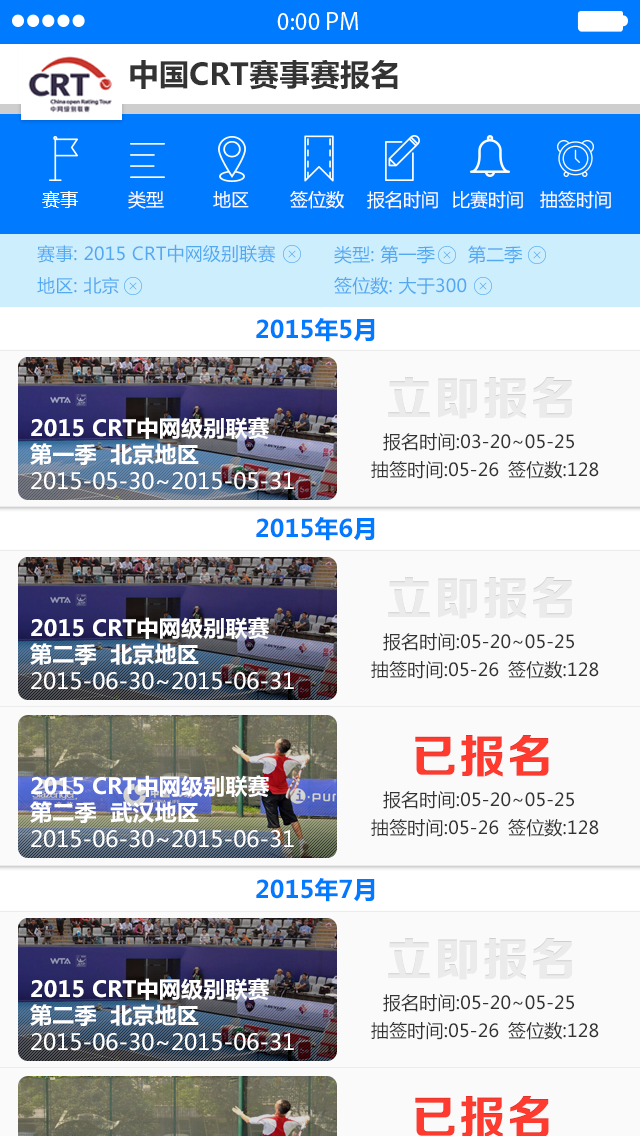 0:00 PM
CRT
China open Rating Tour
中网级别联赛
中国CRT赛事赛报名
赛事 类型 地区 签位数 报名时间 比赛时间 抽签时间
赛事: 2015 CRT中网级别联赛 类型: 第一季 第二季
地区: 北京 签位数: 大于300
2015年5月
WTA
2015 CRT中网级别联赛
第一季 北京地区
2015-05-30~2015-05-31
立即报名
报名时间:03-20~05-25
抽签时间:05-26 签位数:128
2015年6月
WTA
2015 CRT中网级别联赛
第二季 北京地区
2015-06-30~2015-06-31
立即报名
报名时间:05-20~05-25
抽签时间:05-26 签位数:128
2015 CRT中网级别联赛
第二季 武汉地区
2015-06-30~2015-06-31
已报名
报名时间:05-20~05-25
抽签时间:05-26 签位数:128
2015年7月
WTA
2015 CRT中网级别联赛
第二季 北京地区
2015-06-30~2015-06-31
立即报名
报名时间:05-20~05-25
抽签时间:05-26 签位数:128
已报名